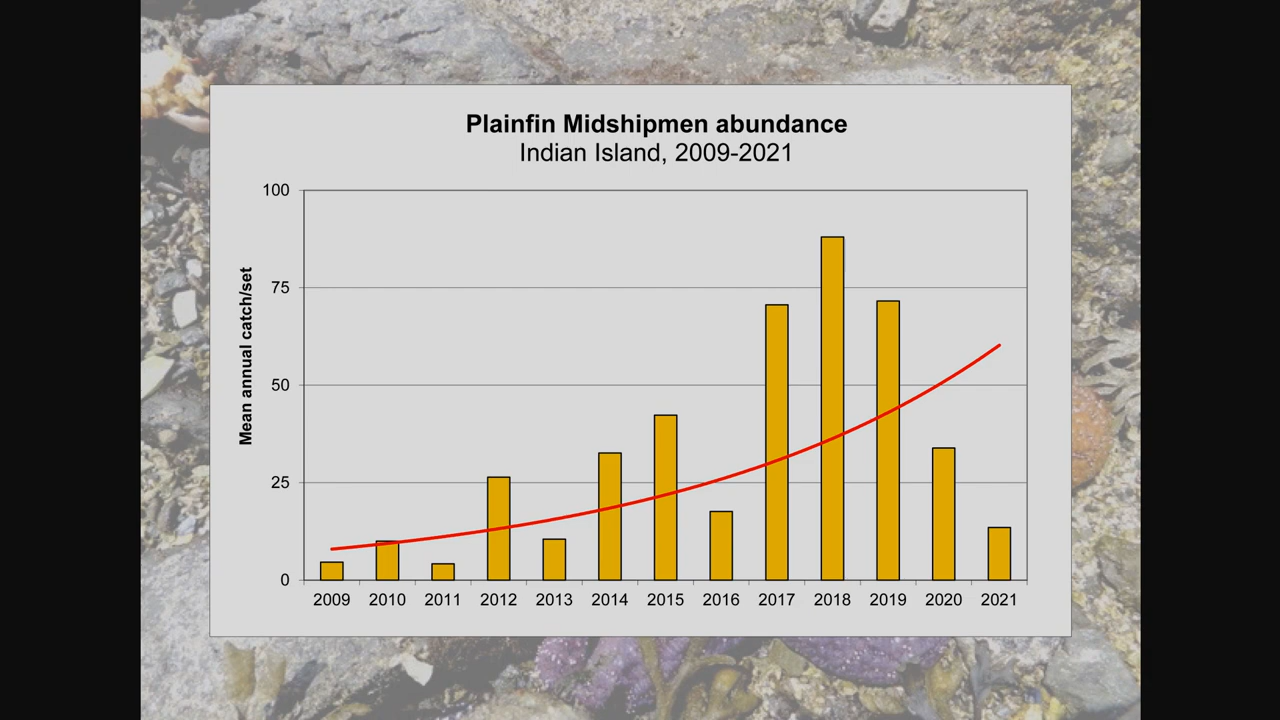 Plainfin Midshipmen abundance
Indian Island, 2009-2021
Mean annual catch/set
100
75
50
25
0
2009 2010 2011 2012 2013 2014 2015 2016 2017 2018 2019 2020 2021